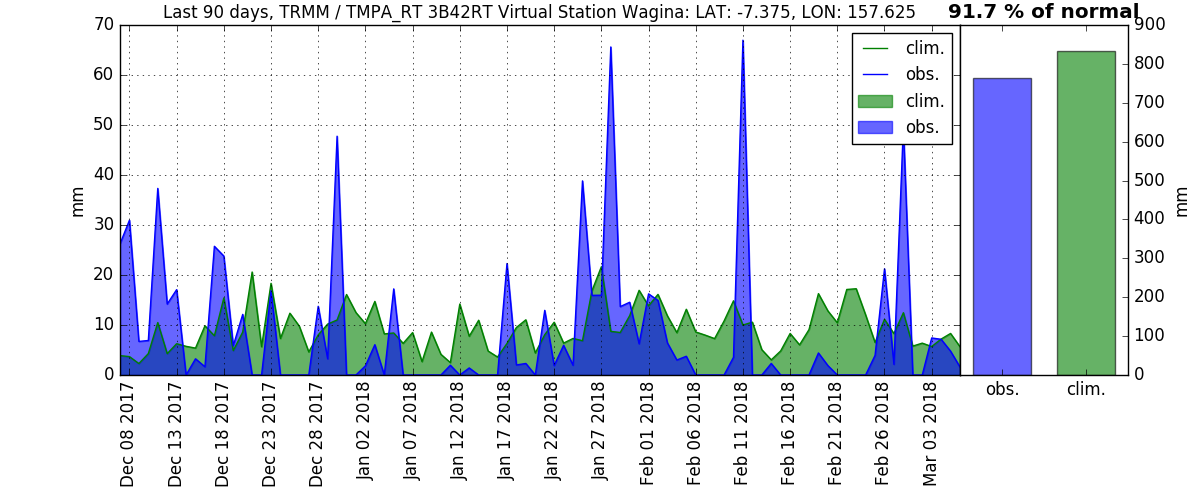 Last 90 days, TRMM / TMPA_RT 3B42RT Virtual Station Wagina: LAT: -7.375, LON: 157.625
91.7 % of normal
70
60
50
40
30
20
10
0
mm
clim.
obs.
clim.
obs.
900
800
700
600
500
400
300
200
100
0
mm
Dec 08 2017
Dec 13 2017
Dec 18 2017
Dec 23 2017
Dec 28 2017
Jan 02 2018
Jan 07 2018
Jan 12 2018
Jan 17 2018
Jan 22 2018
Jan 27 2018
Feb 01 2018
Feb 06 2018
Feb 11 2018
Feb 16 2018
Feb 21 2018
Feb 26 2018
Mar 03 2018
obs.
clim.